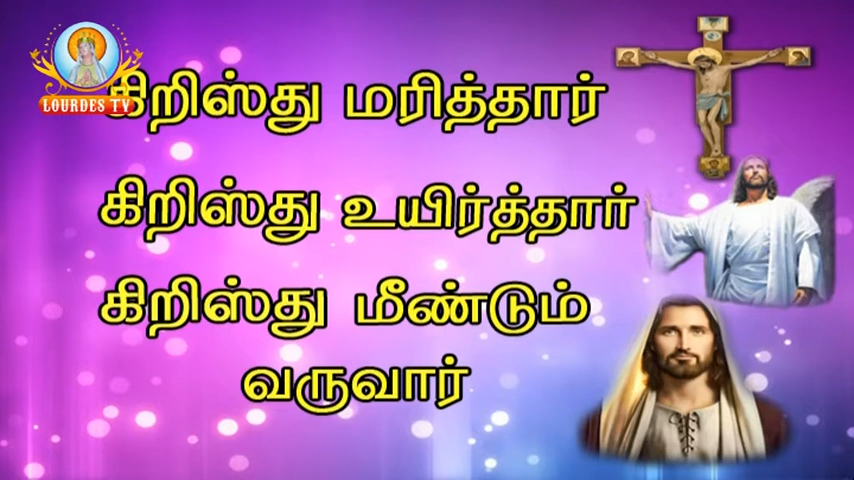 LOURDES TV
கிறிஸ்து மரித்தார்
கிறிஸ்து உயிர்த்தார்
கிறிஸ்து மீண்டும்
வருவார்